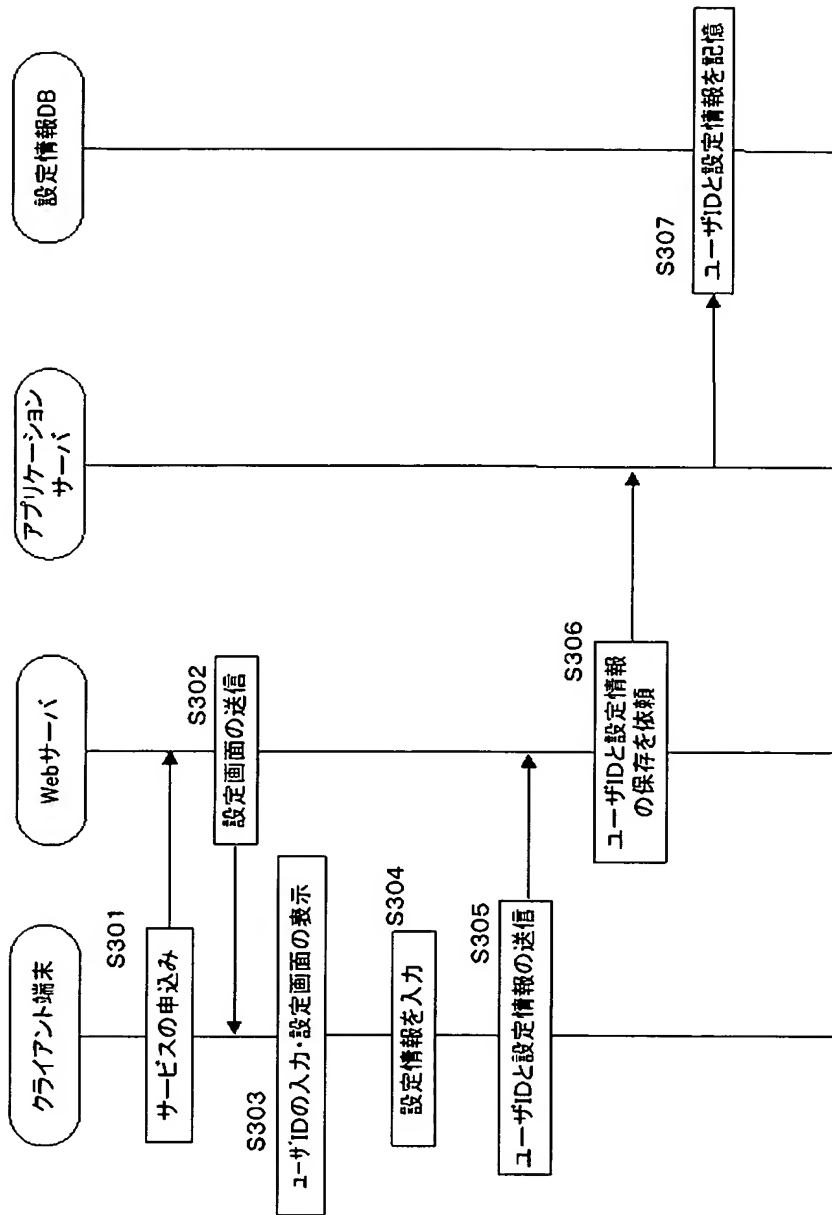 クライアント端末
Webサーバ
アプリケーション
サーバ
設定情報DB
S301
サービスの申込み
S302
設定画面の送信
S303
ユーザIDの入力・設定画面の表示
S304
設定情報を入力
S305
ユーザIDと設定情報の送信
S306
ユーザIDと設定情報
の保存を依頼
S307
ユーザIDと設定情報を記憶